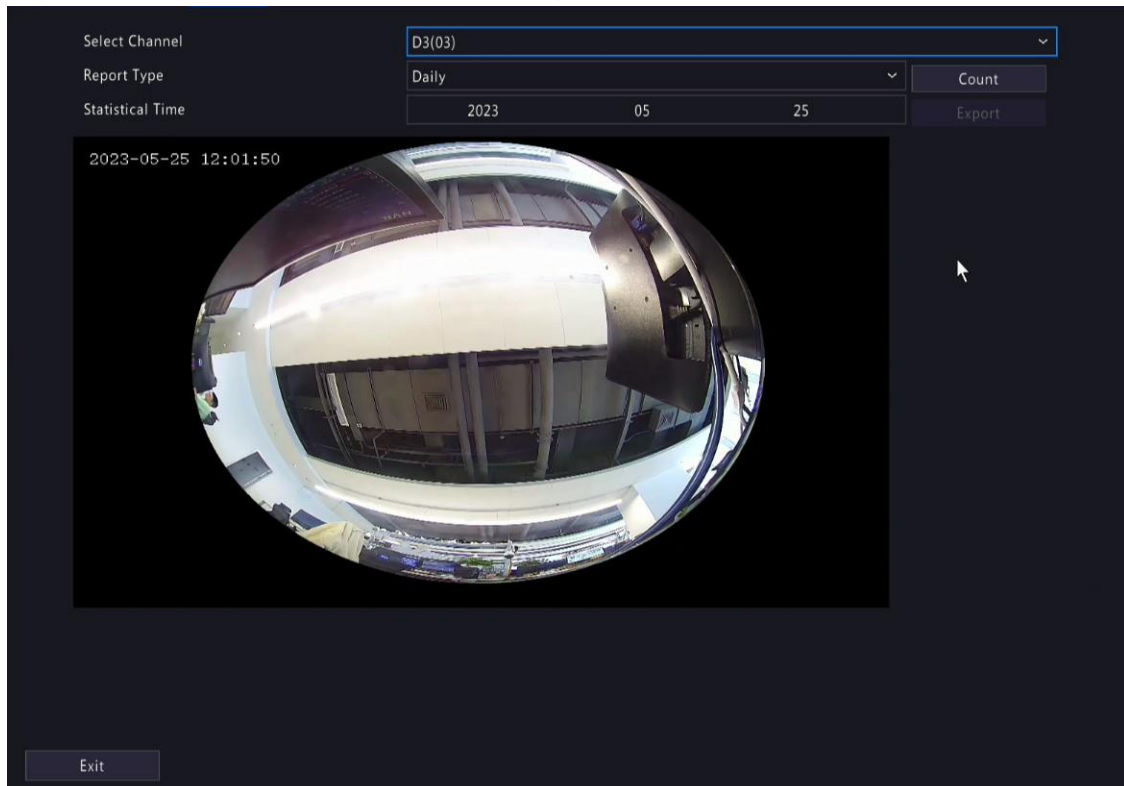 Select Channel D3(03)
Report Type Daily Count
Statistical Time 2023 05 25 Export
2023-05-25 12:01:50
Exit